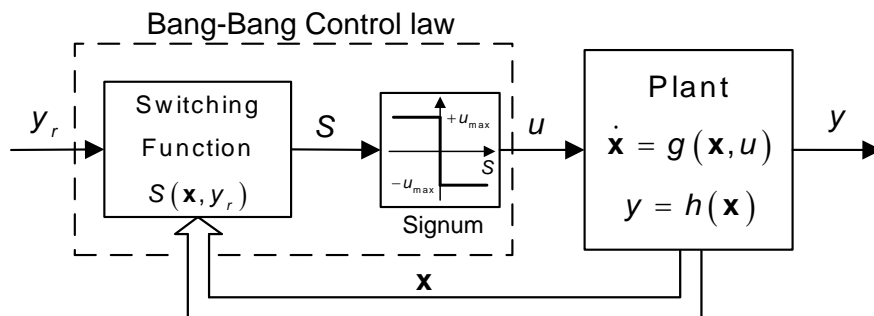 Bang-Bang Control law
y_r
Switching
Function
S(x, y_r)
S
+u_max
S
−u_max
Signum
u
Plant
ẋ = g(x, u)
y = h(x)
y
x